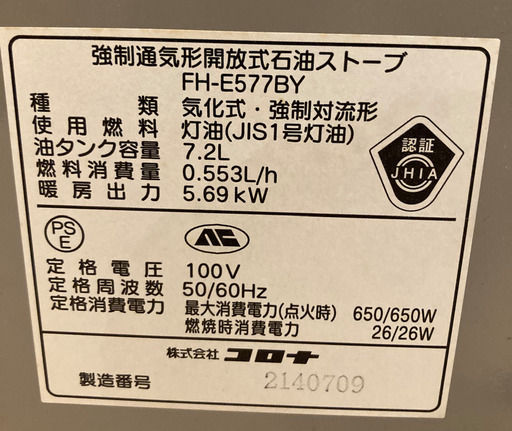 強制通気形開放式石油ストーブ
FH-E577BY
種類 気化式・強制対流形
使用燃料 灯油(JIS1号灯油)
油タンク容量 7.2L
燃料消費量 0.553L/h
暖房出力 5.69kW
認証
JHIA
PS
E
定格電圧 100V
定格周波数 50/60Hz
定格消費電力 最大消費電力(点火時) 650/650W
燃焼時消費電力 26/26W
株式会社 コロナ
製造番号 2140709